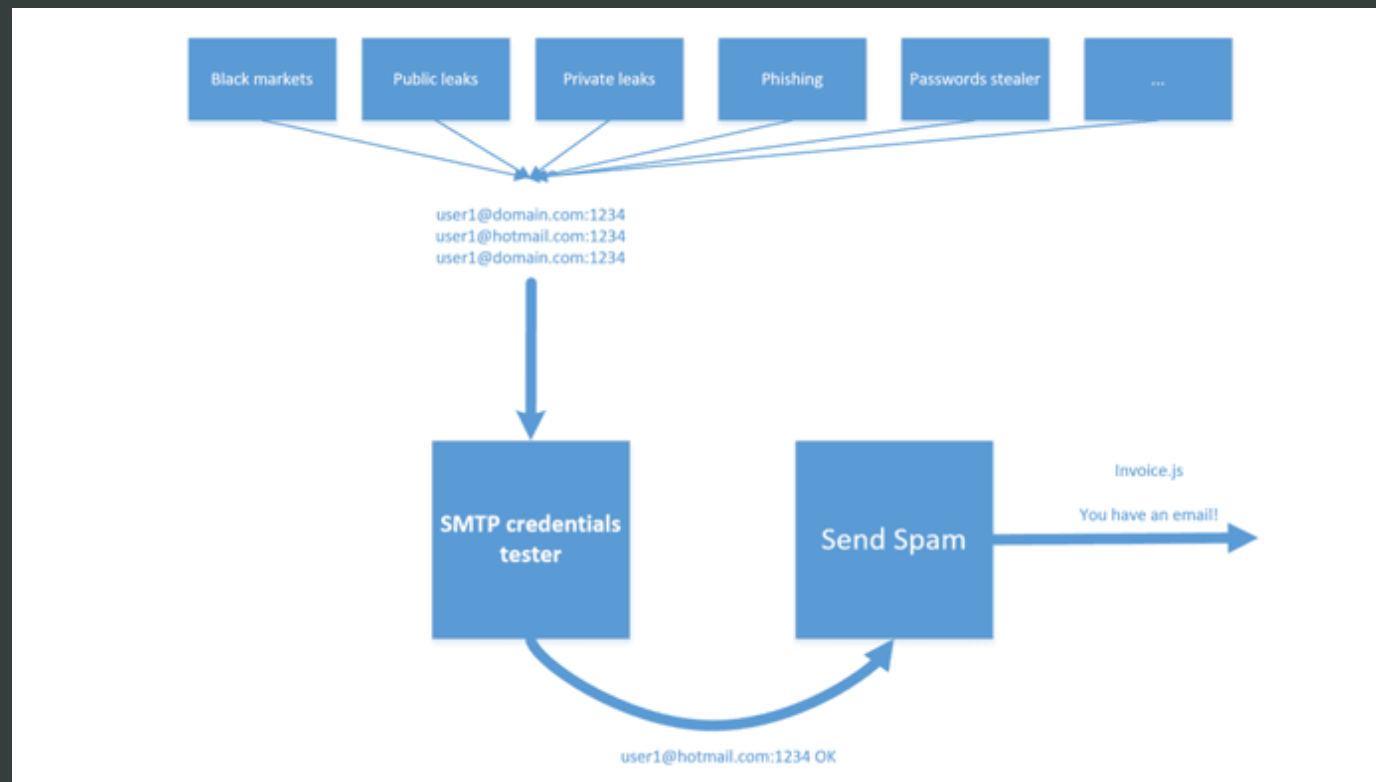 Black markets
Public leaks
Private leaks
Phishing
Passwords stealer
...
user1@domain.com:1234
user1@hotmail.com:1234
user1@domain.com:1234
SMTP credentials
tester
Send Spam
Invoice.js
You have an email!
user1@hotmail.com:1234 OK